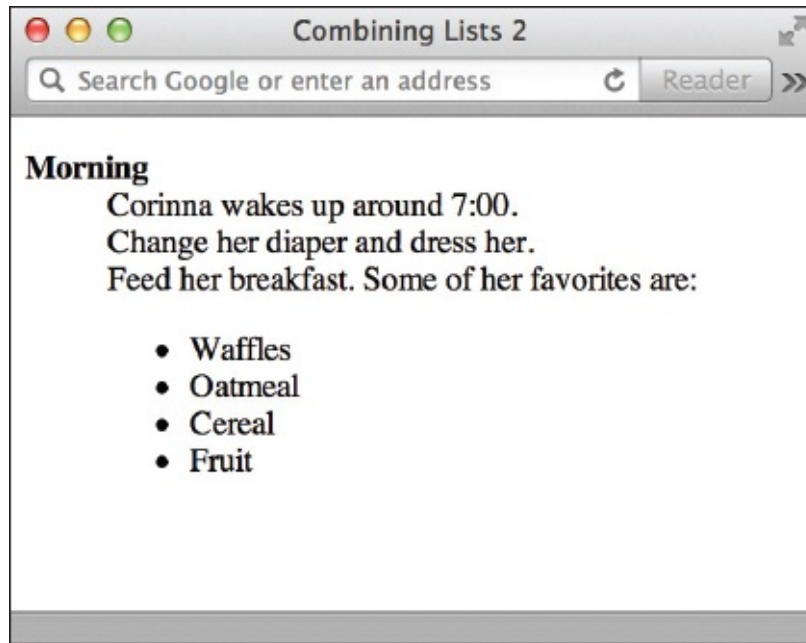 Combining Lists 2
Search Google or enter an address Reader
Morning
Corinna wakes up around 7:00.
Change her diaper and dress her.
Feed her breakfast. Some of her favorites are:
• Waffles
• Oatmeal
• Cereal
• Fruit